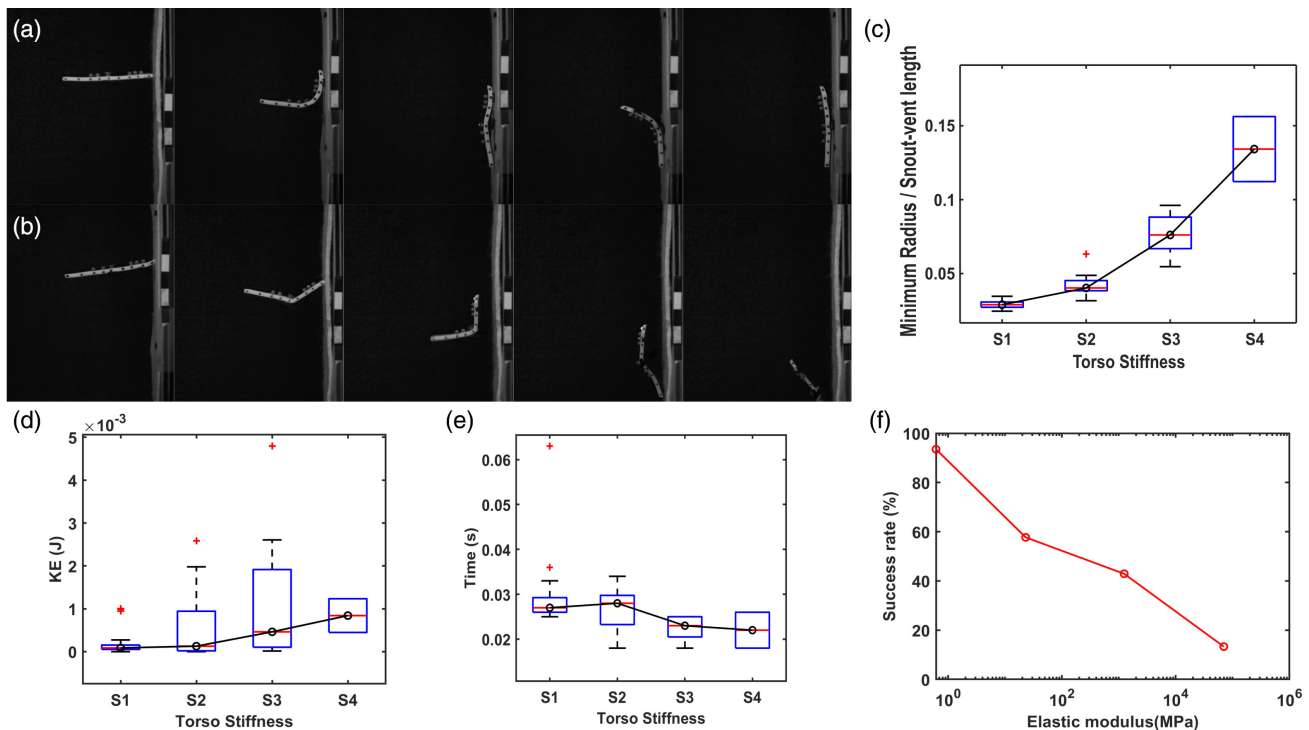 (a)
(b)
(c)
Minimum Radius / Snout-vent length
0.15
0.1
0.05
S1 S2 S3 S4
Torso Stiffness
(d)
×10⁻³
KE (J)
5
4
3
2
1
0
S1 S2 S3 S4
Torso Stiffness
(e)
Time (s)
0.06
0.05
0.04
0.03
0.02
S1 S2 S3 S4
Torso Stiffness
(f)
Success rate (%)
100
80
60
40
20
0
10⁰ 10² 10⁴ 10⁶
Elastic modulus(MPa)